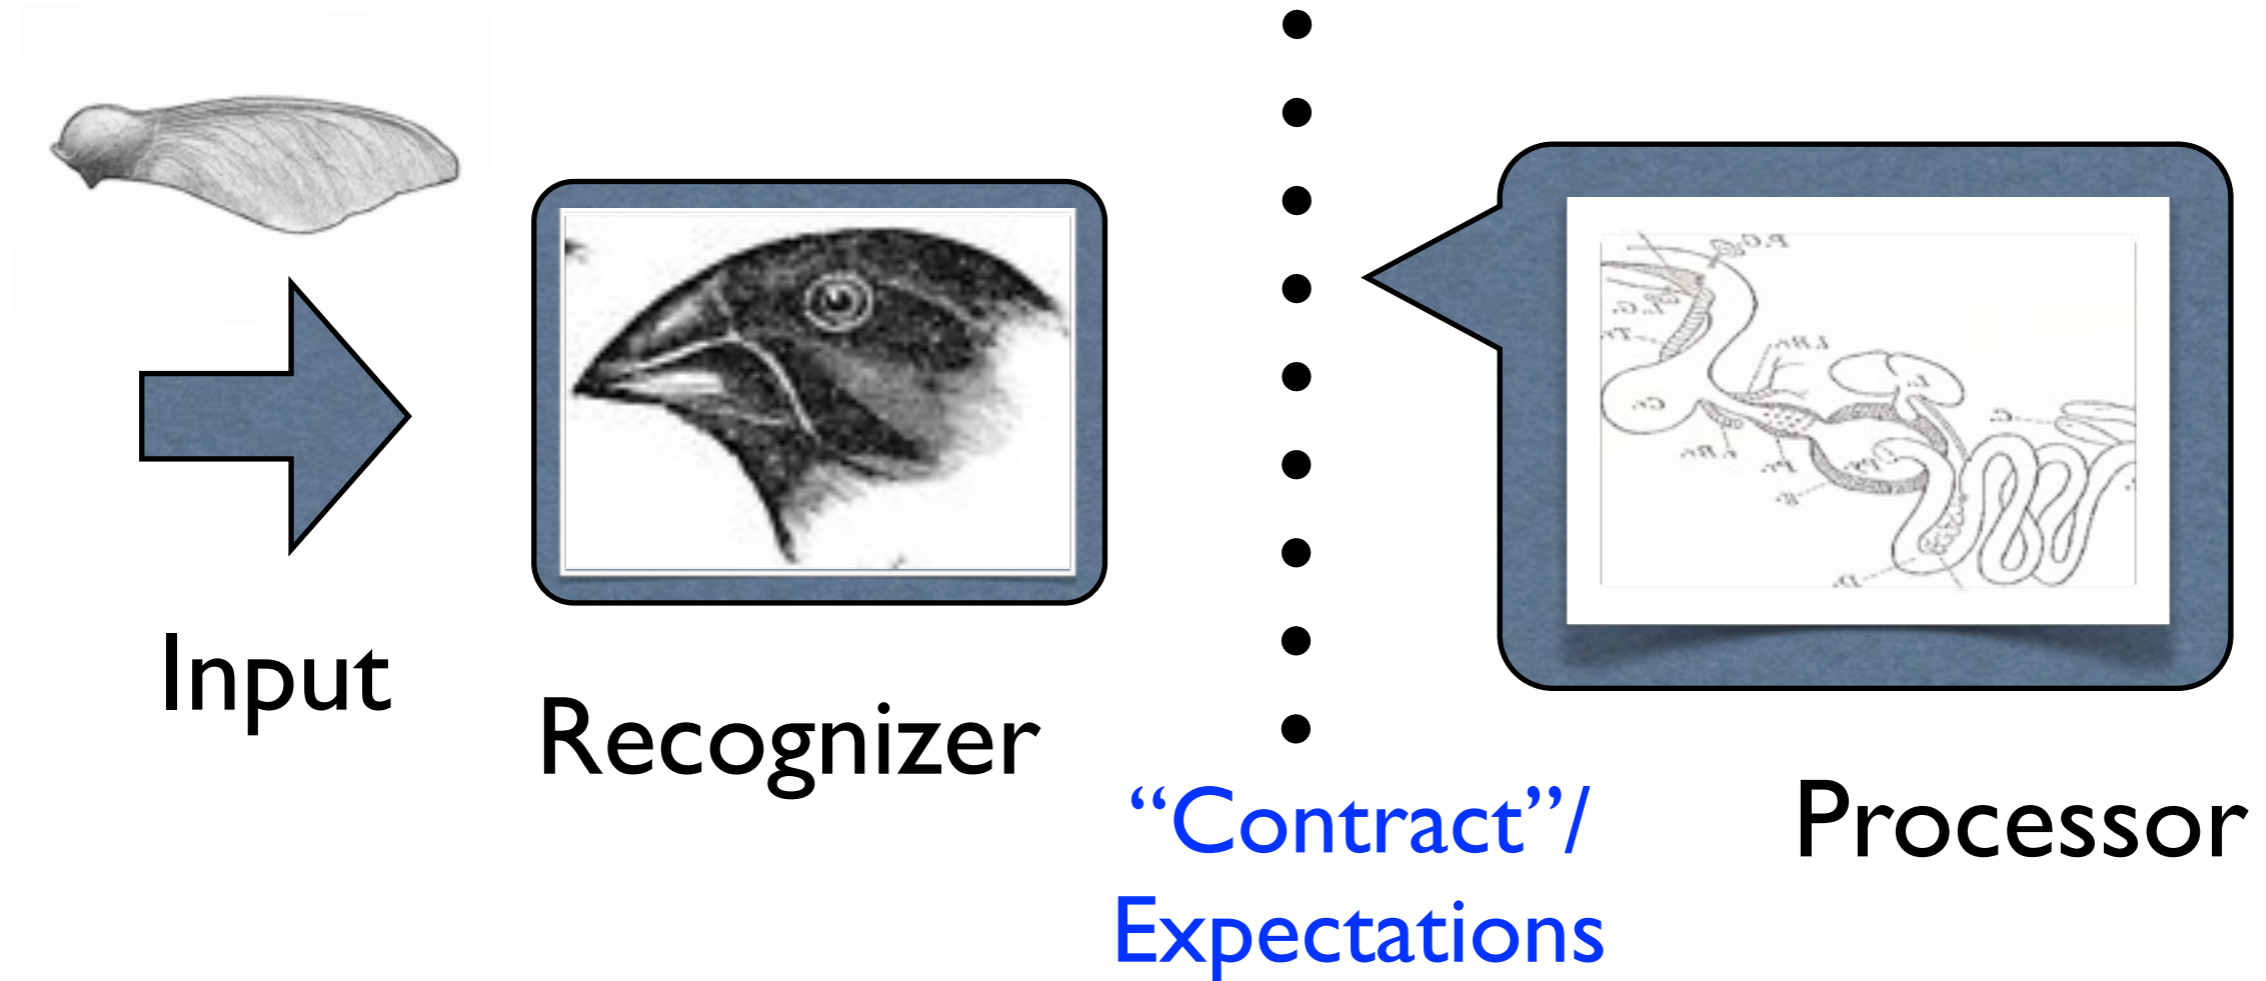 Input
Recognizer
“Contract”/
Expectations
Processor